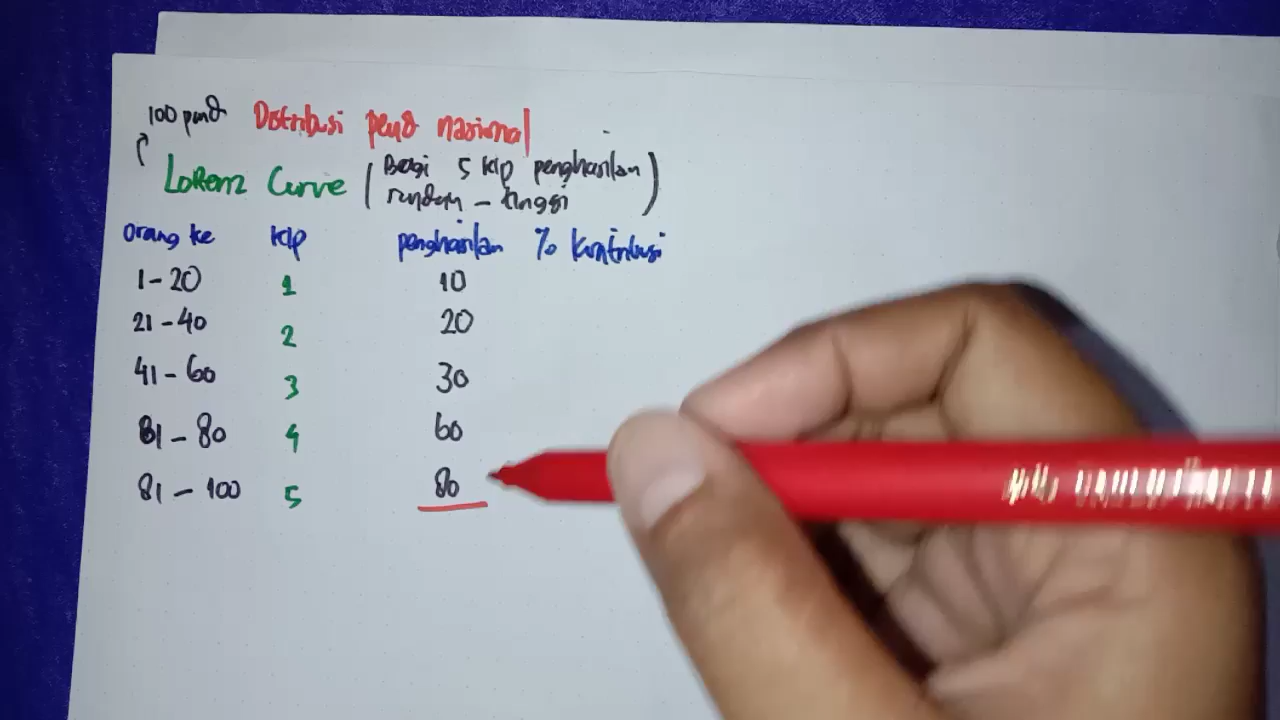 100 pend Distribusi pend nasional
Lorenz Curve ( Bagi 5 klp penghasilan
rendah - tinggi )
Orang ke klp penghasilan % kontribusi
1-20 1 10
21-40 2 20
41-60 3 30
61-80 4 60
81-100 5 80